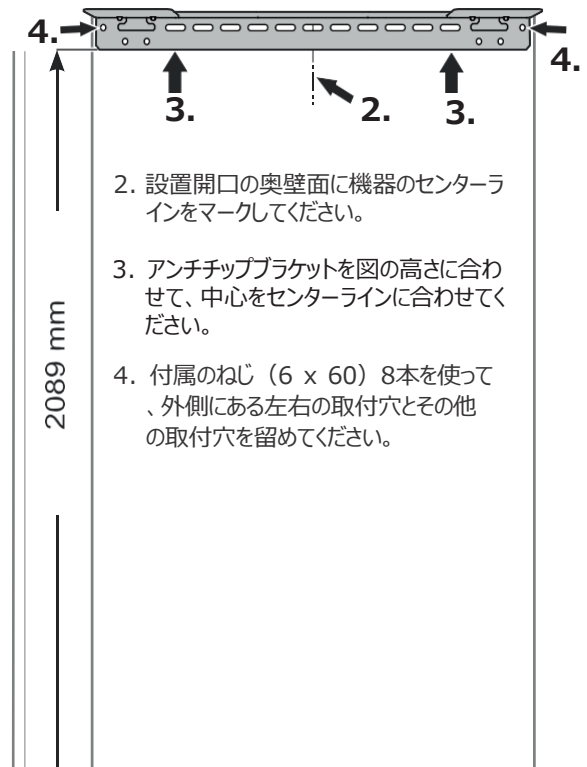 4.
4.
3.
2.
3.
2. 設置開口の奥壁面に機器のセンターラ
インをマークしてください。
3. アンチチップブラケットを図の高さに合わ
せて、中心をセンターラインに合わせてく
ださい。
4. 付属のねじ（6 x 60）8本を使って
、外側にある左右の取付穴とその他
の取付穴を留めてください。
2089 mm